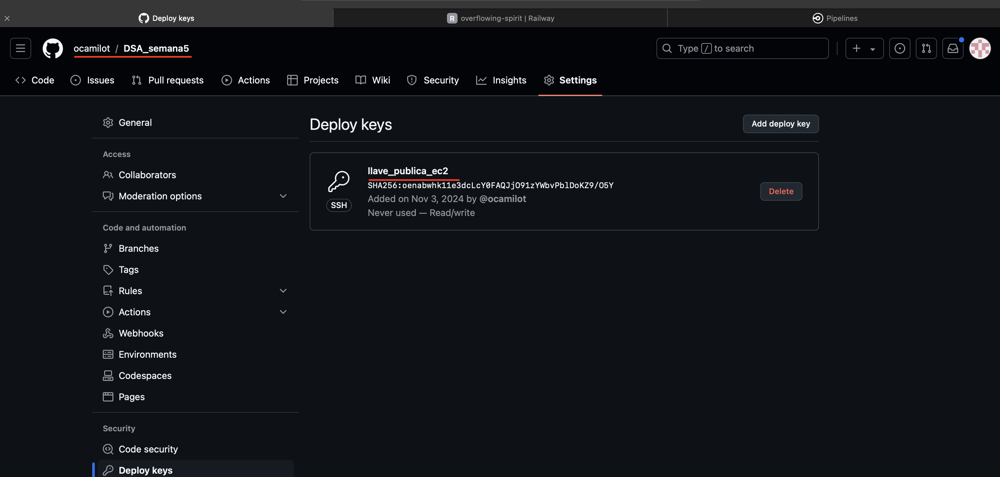 Deploy keys
R overflowing-spirit | Railway
Pipelines
ocamilot / DSA_semana5
Type / to search
Code
Issues
Pull requests
Actions
Projects
Wiki
Security
Insights
Settings
General
Access
Collaborators
Moderation options
Code and automation
Branches
Tags
Rules
Actions
Webhooks
Environments
Codespaces
Pages
Security
Code security
Deploy keys
Deploy keys
Add deploy key
llave_publica_ec2
SHA256:oenabwhk11e3dcLcY0FAQJjO91zYWbvPblDoKZ9/O5Y
Added on Nov 3, 2024 by @ocamilot
Never used — Read/write
SSH
Delete